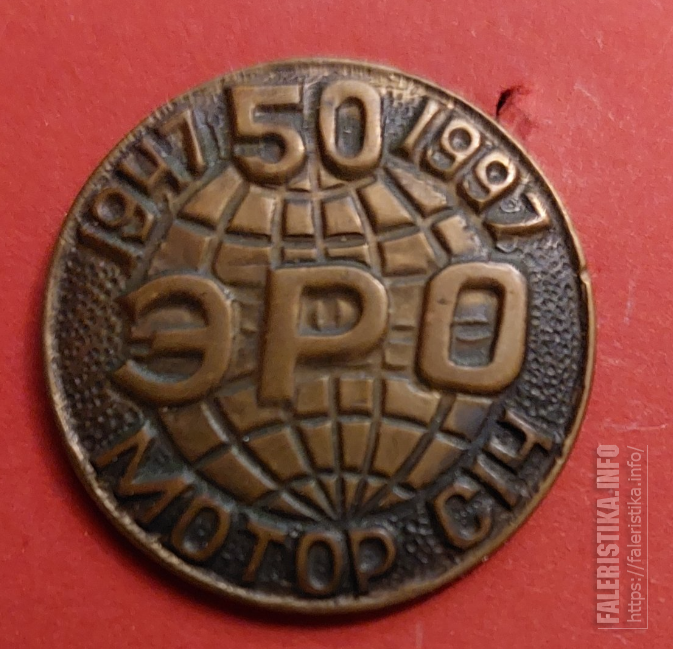 1947 50 1997
ЭРО
МОТОР СІЧ
FALERISTIKA.INFO
https://faleristika.info/